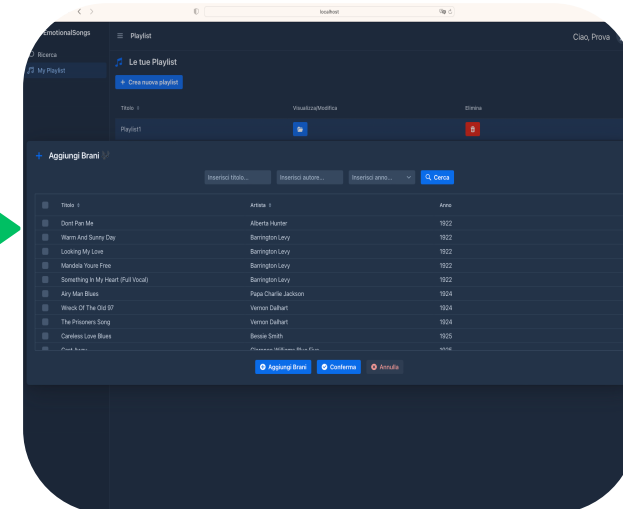 localhost
EmotionalSongs
Playlist
Ciao, Prova
Ricerca
My Playlist
Le tue Playlist
+ Crea nuova playlist
Titolo Visualizza/Modifica Elimina
Playlist1
+ Aggiungi Brani
Inserisci titolo... Inserisci autore... Inserisci anno... Cerca
Titolo Artista Anno
Dont Pan Me Alberta Hunter 1922
Warm And Sunny Day Barrington Levy 1922
Looking My Love Barrington Levy 1922
Mandela Youre Free Barrington Levy 1922
Something In My Heart (Full Vocal) Barrington Levy 1922
Airy Man Blues Papa Charlie Jackson 1924
Wreck Of The Old 97 Vernon Dalhart 1924
The Prisoners Song Vernon Dalhart 1924
Careless Love Blues Bessie Smith 1925
Aggiungi Brani Conferma Annulla